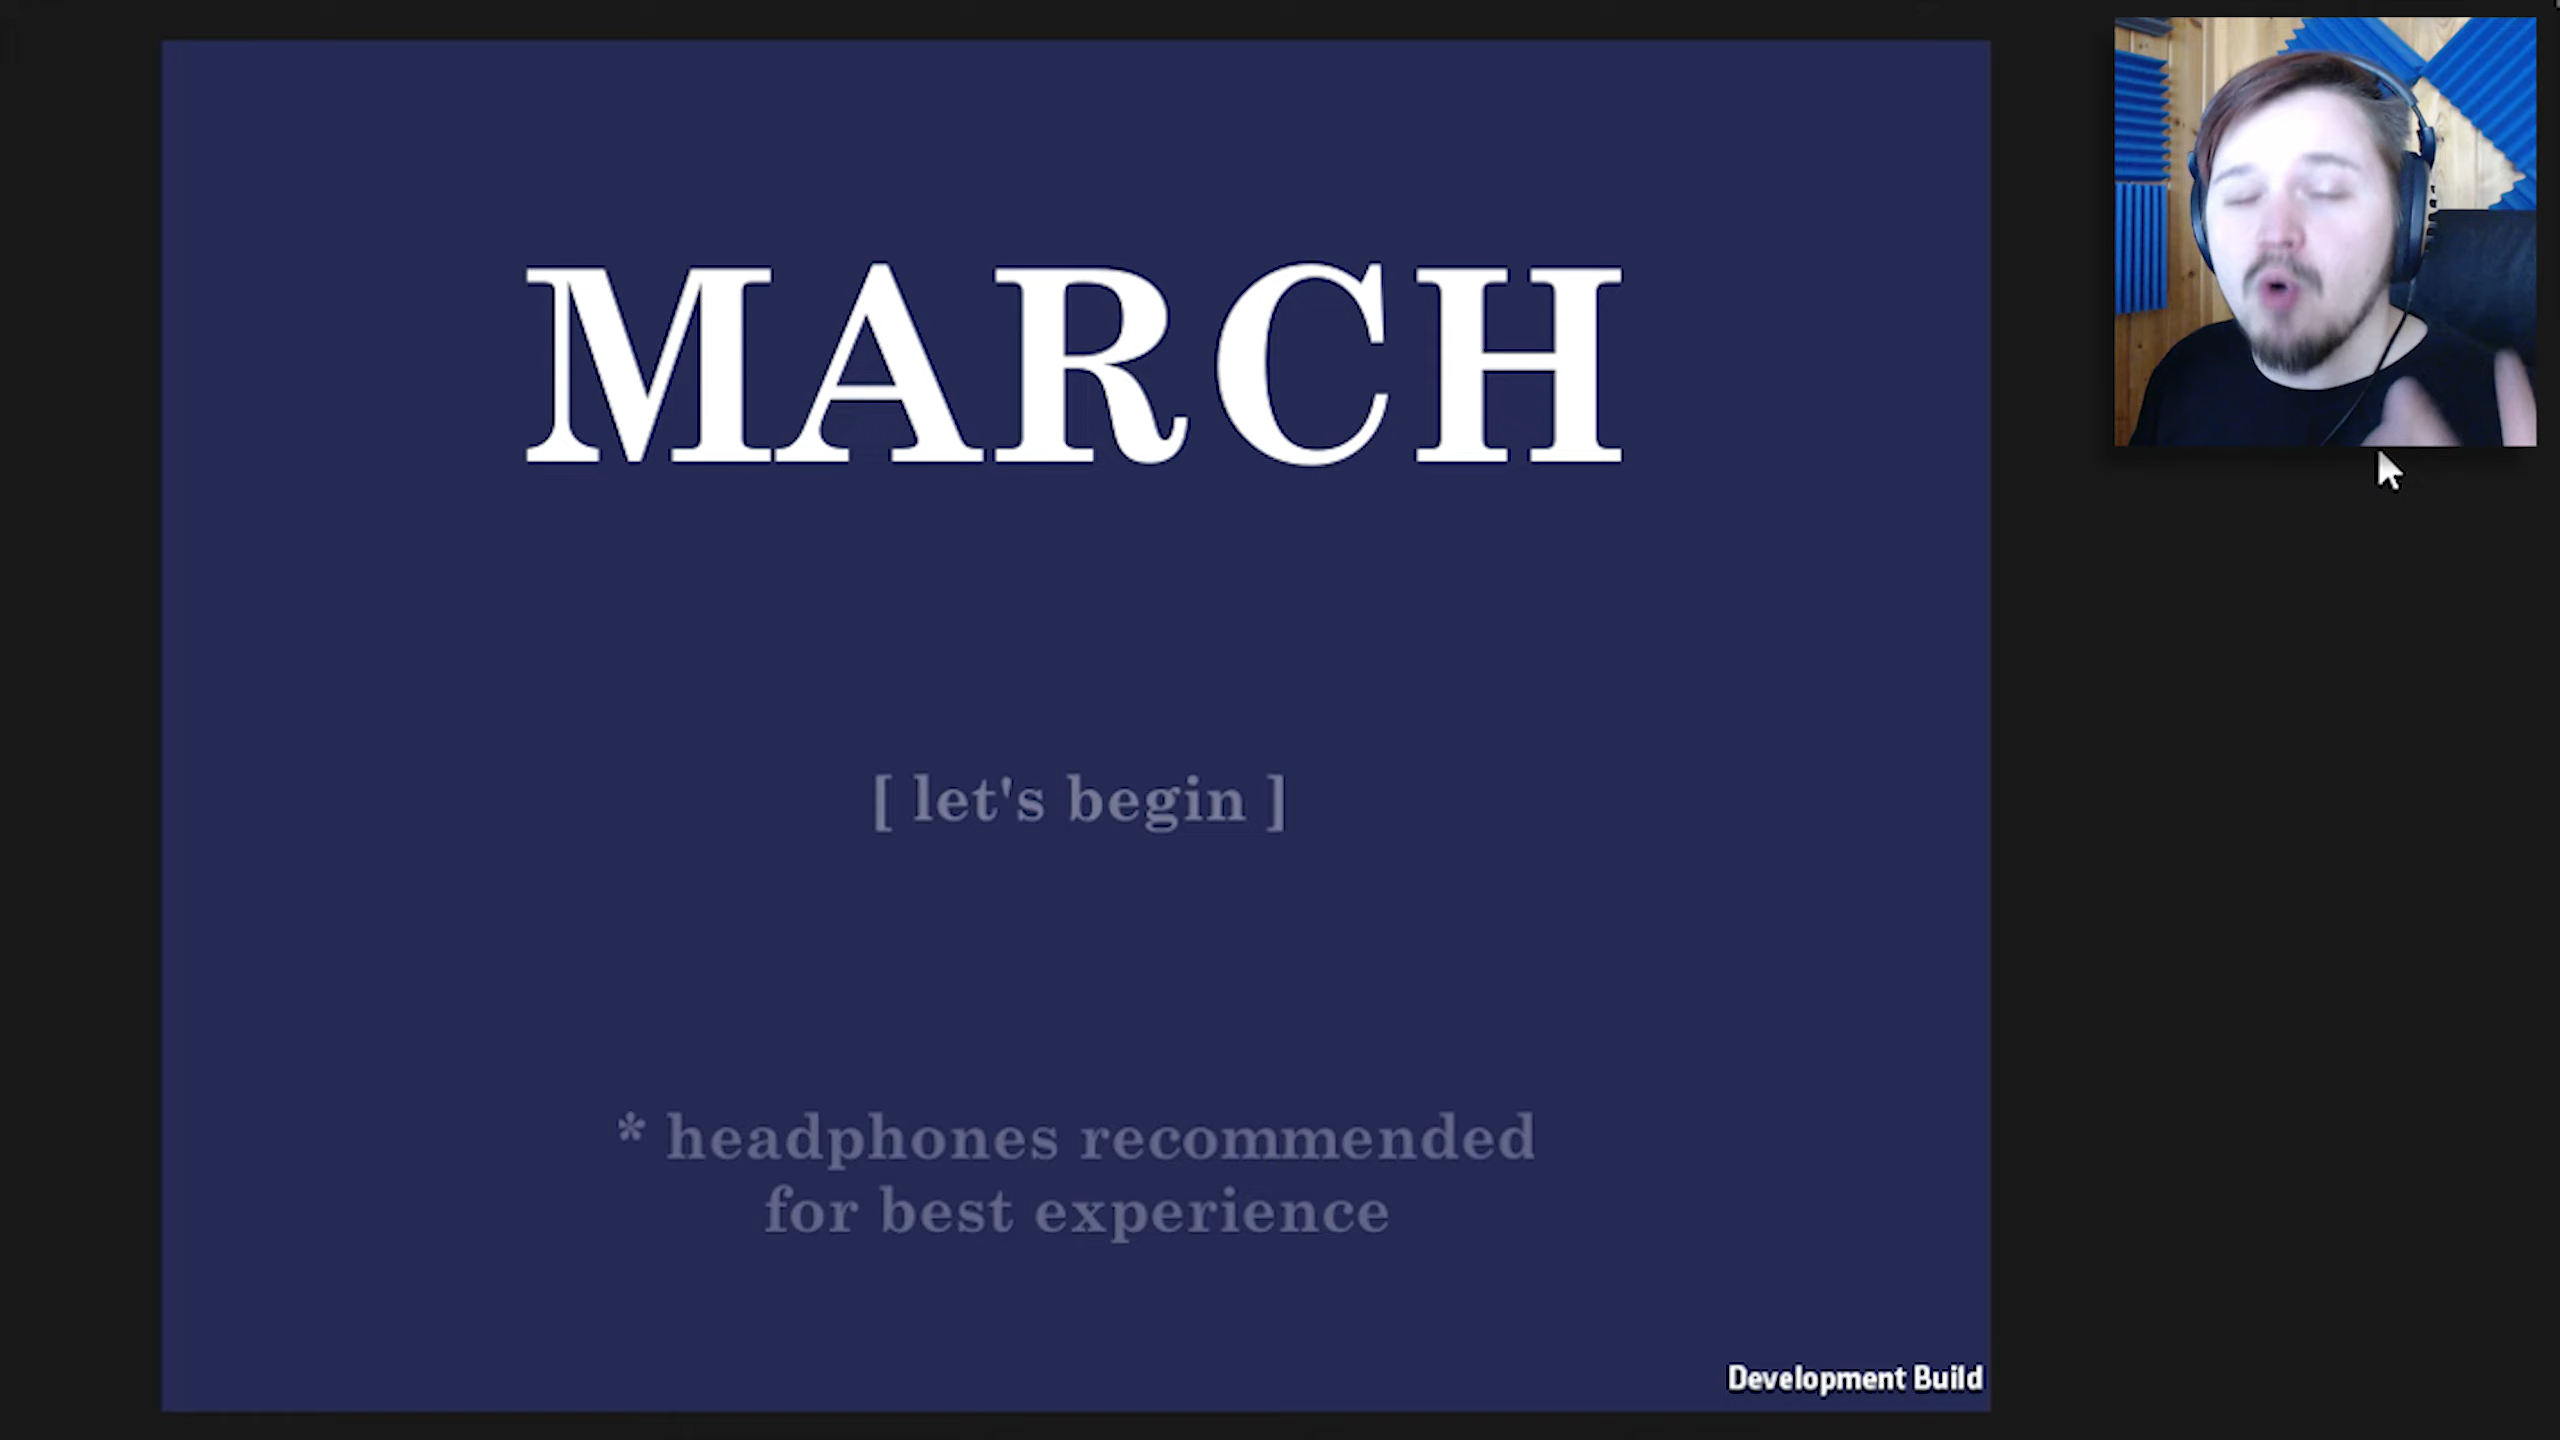 MARCH
[ let's begin ]
* headphones recommended
for best experience
Development Build